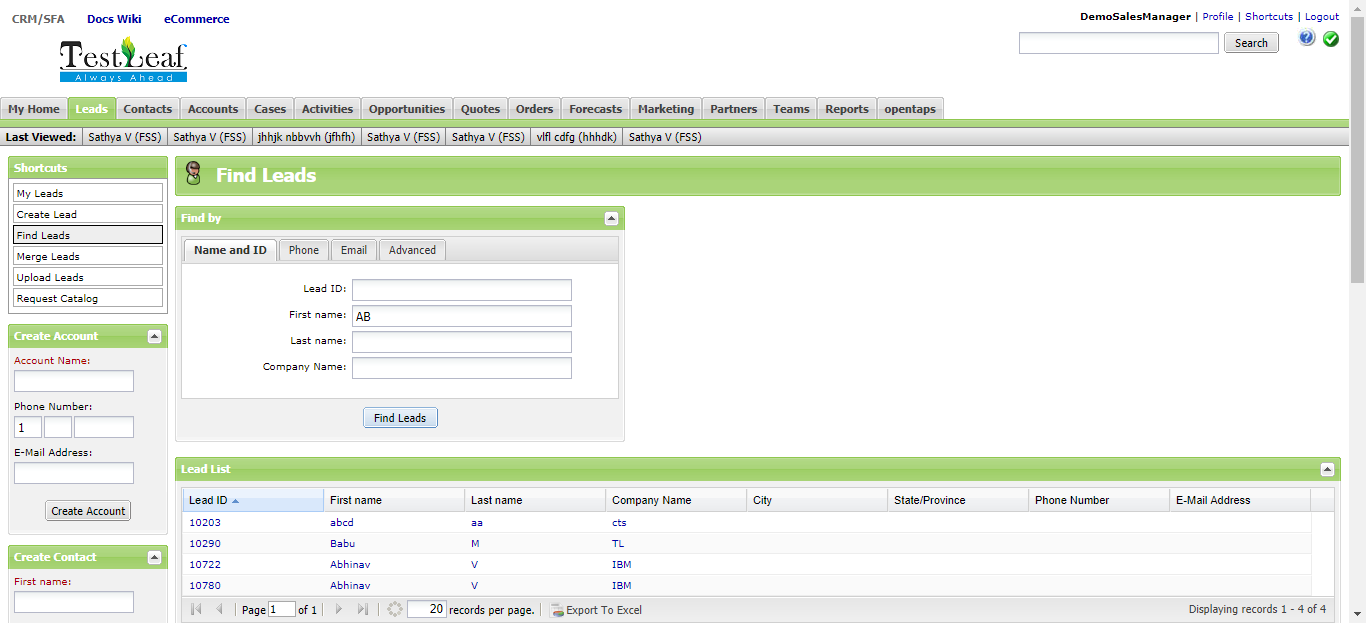 CRM/SFA Docs Wiki eCommerce
DemoSalesManager | Profile | Shortcuts | Logout
TestLeaf
Always Ahead
Search
My Home Leads Contacts Accounts Cases Activities Opportunities Quotes Orders Forecasts Marketing Partners Teams Reports opentaps
Last Viewed: Sathya V (FSS) Sathya V (FSS) jhhjk nbbvvh (jfhfh) Sathya V (FSS) Sathya V (FSS) vlfl cdfg (hhhdk) Sathya V (FSS)
Shortcuts
My Leads
Create Lead
Find Leads
Merge Leads
Upload Leads
Request Catalog
Create Account
Account Name:
Phone Number:
1
E-Mail Address:
Create Account
Create Contact
First name:
Find Leads
Find by
Name and ID Phone Email Advanced
Lead ID:
First name: AB
Last name:
Company Name:
Find Leads
Lead List
Lead ID First name Last name Company Name City State/Province Phone Number E-Mail Address
10203 abcd aa cts
10290 Babu M TL
10722 Abhinav V IBM
10780 Abhinav V IBM
Page 1 of 1 20 records per page. Export To Excel Displaying records 1 - 4 of 4